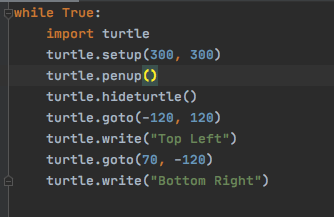 while True:
    import turtle
    turtle.setup(300, 300)
    turtle.penup()
    turtle.hideturtle()
    turtle.goto(-120, 120)
    turtle.write("Top Left")
    turtle.goto(70, -120)
    turtle.write("Bottom Right")